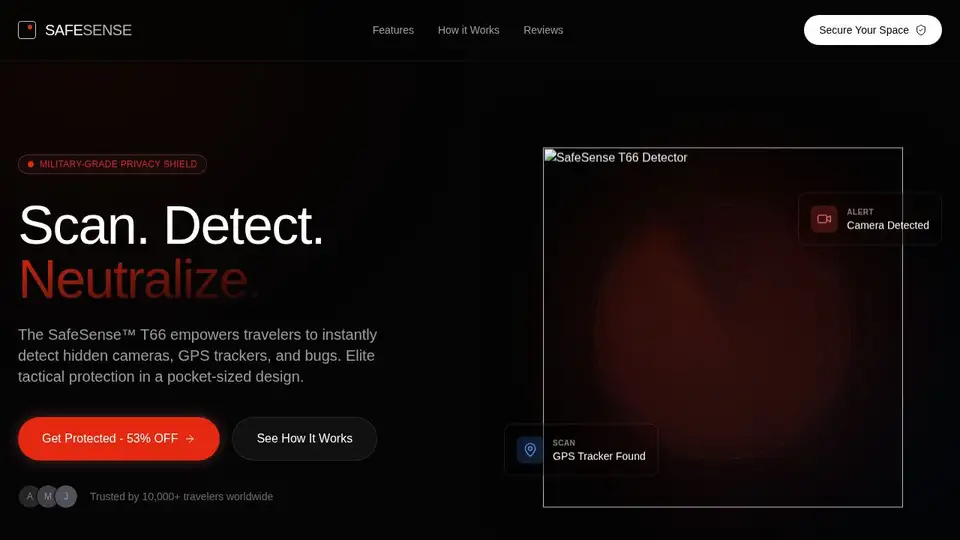 SAFESENSE
Features
How it Works
Reviews
Secure Your Space
MILITARY-GRADE PRIVACY SHIELD
Scan. Detect.
Neutralize.
The SafeSense™ T66 empowers travelers to instantly
detect hidden cameras, GPS trackers, and bugs. Elite
tactical protection in a pocket-sized design.
Get Protected - 53% OFF
See How It Works
A M J
Trusted by 10,000+ travelers worldwide
SafeSense T66 Detector
ALERT
Camera Detected
SCAN
GPS Tracker Found